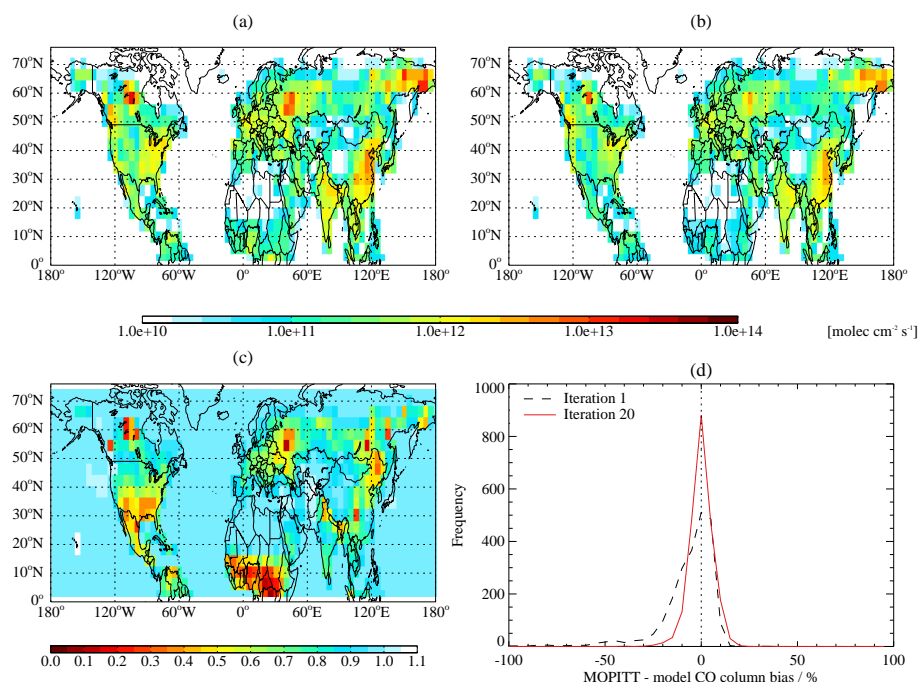 (a) (b)
70°N 70°N
60°N 60°N
50°N 50°N
40°N 40°N
30°N 30°N
20°N 20°N
10°N 10°N
0° 0°
180° 120°W 60°W 0° 60°E 120°E 180° 180° 120°W 60°W 0° 60°E 120°E 180°
1.0e+10 1.0e+11 1.0e+12 1.0e+13 1.0e+14 [molec cm⁻² s⁻¹]
(c)
70°N
60°N
50°N
40°N
30°N
20°N
10°N
0°
180° 120°W 60°W 0° 60°E 120°E 180°
0.0 0.1 0.2 0.3 0.4 0.5 0.6 0.7 0.8 0.9 1.0 1.1
(d)
Iteration 1
Iteration 20
Frequency
1000
800
600
400
200
0
-100 -50 0 50 100
MOPITT - model CO column bias / %